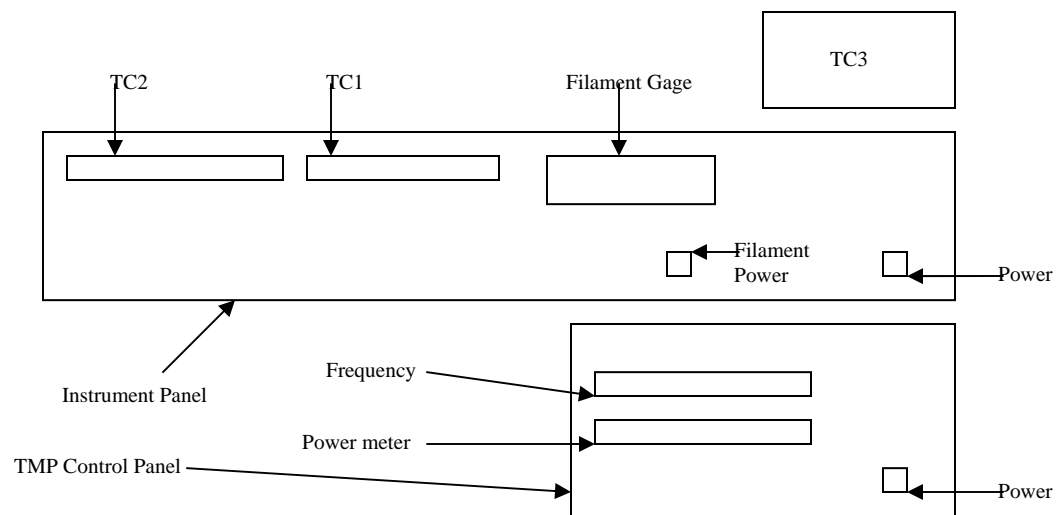 TC3
TC2
TC1
Filament Gage
Filament
Power
Power
Frequency
Instrument Panel
Power meter
TMP Control Panel
Power